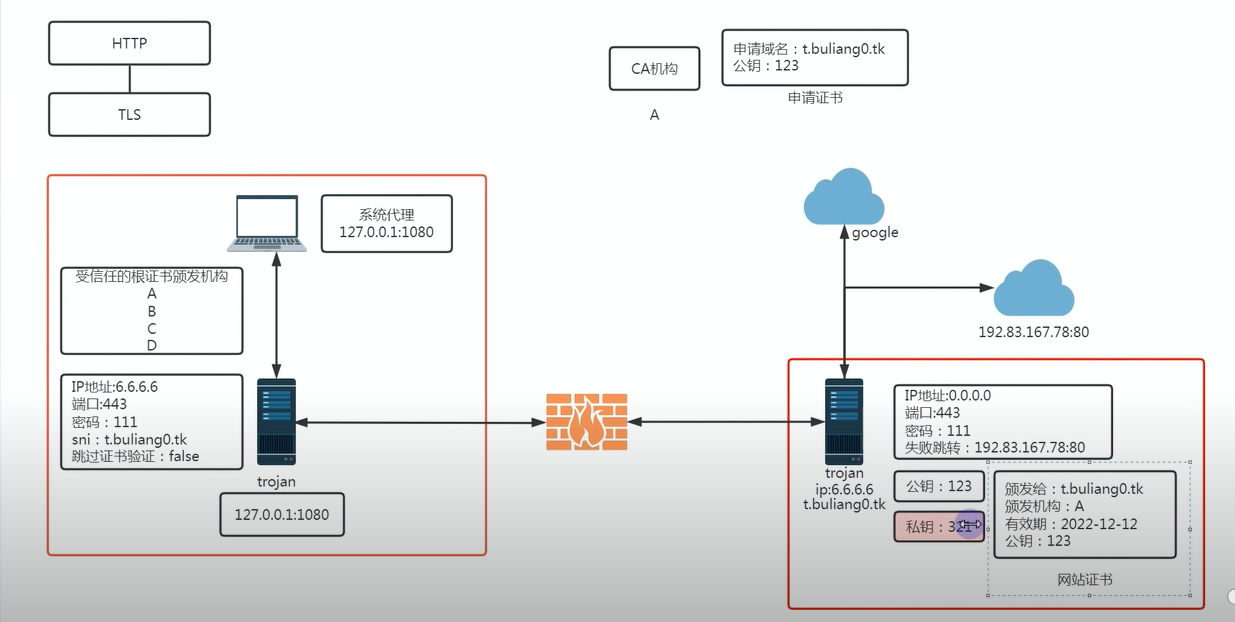 HTTP
TLS
CA机构
A
申请域名：t.buliang0.tk
公钥：123
申请证书
系统代理
127.0.0.1:1080
受信任的根证书颁发机构
A
B
C
D
IP地址:6.6.6.6
端口:443
密码：111
sni：t.buliang0.tk
跳过证书验证：false
trojan
127.0.0.1:1080
google
192.83.167.78:80
trojan
ip:6.6.6.6
t.buliang0.tk
IP地址:0.0.0.0
端口:443
密码：111
失败跳转：192.83.167.78:80
公钥：123
私钥：321
颁发给：t.buliang0.tk
颁发机构：A
有效期：2022-12-12
公钥：123
网站证书